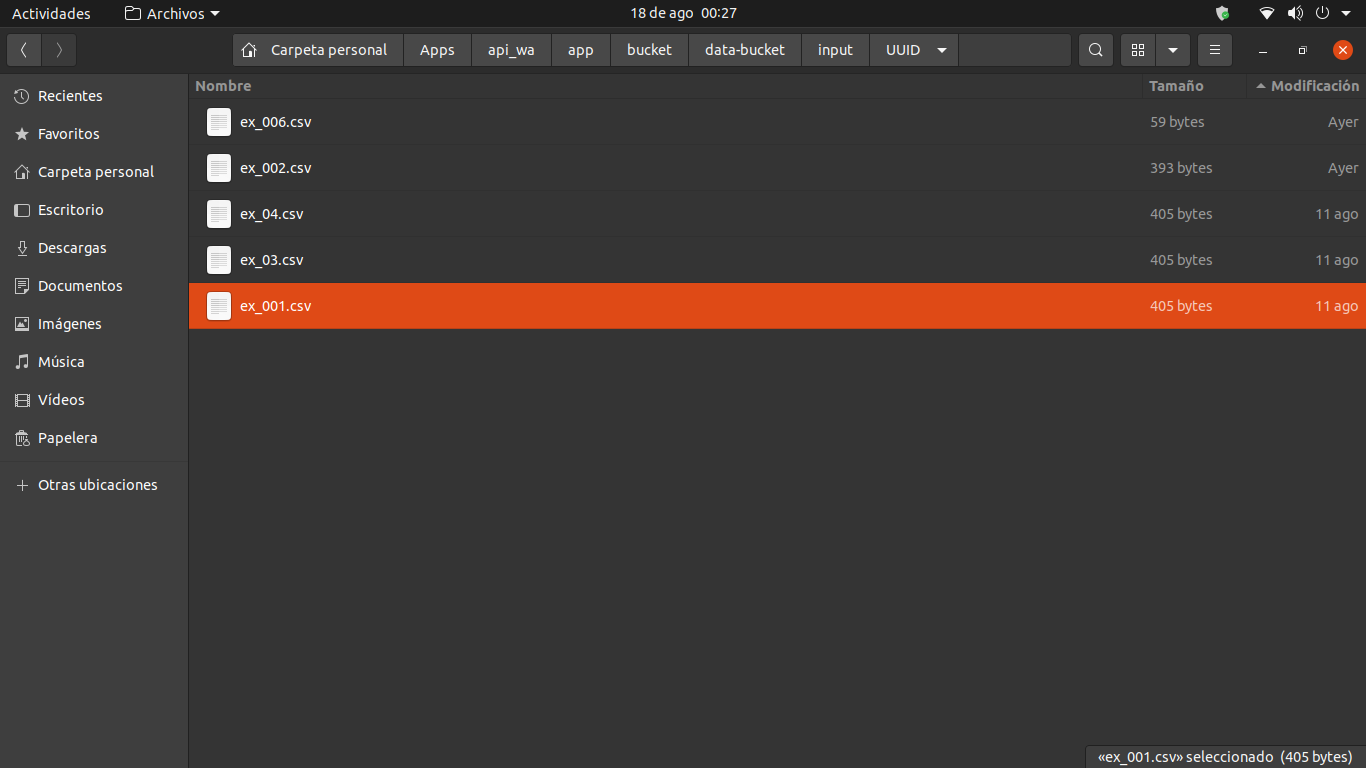 Actividades Archivos 18 de ago 00:27
Carpeta personal Apps api_wa app bucket data-bucket input UUID
Nombre Tamaño Modificación
Recientes
Favoritos
Carpeta personal
Escritorio
Descargas
Documentos
Imágenes
Música
Vídeos
Papelera
Otras ubicaciones
ex_006.csv 59 bytes Ayer
ex_002.csv 393 bytes Ayer
ex_04.csv 405 bytes 11 ago
ex_03.csv 405 bytes 11 ago
ex_001.csv 405 bytes 11 ago
«ex_001.csv» seleccionado (405 bytes)